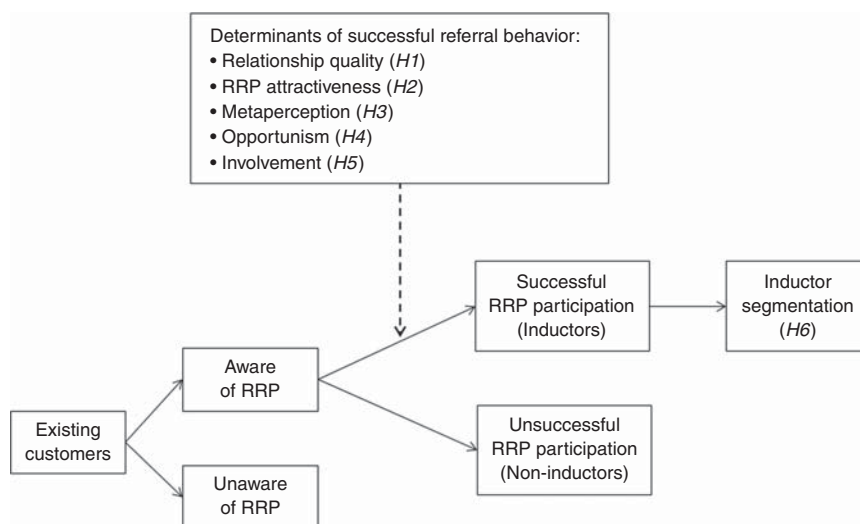 Determinants of successful referral behavior:
• Relationship quality (H1)
• RRP attractiveness (H2)
• Metaperception (H3)
• Opportunism (H4)
• Involvement (H5)
Successful
RRP participation
(Inductors)
Inductor
segmentation
(H6)
Aware
of RRP
Existing
customers
Unsuccessful
RRP participation
(Non-inductors)
Unaware
of RRP